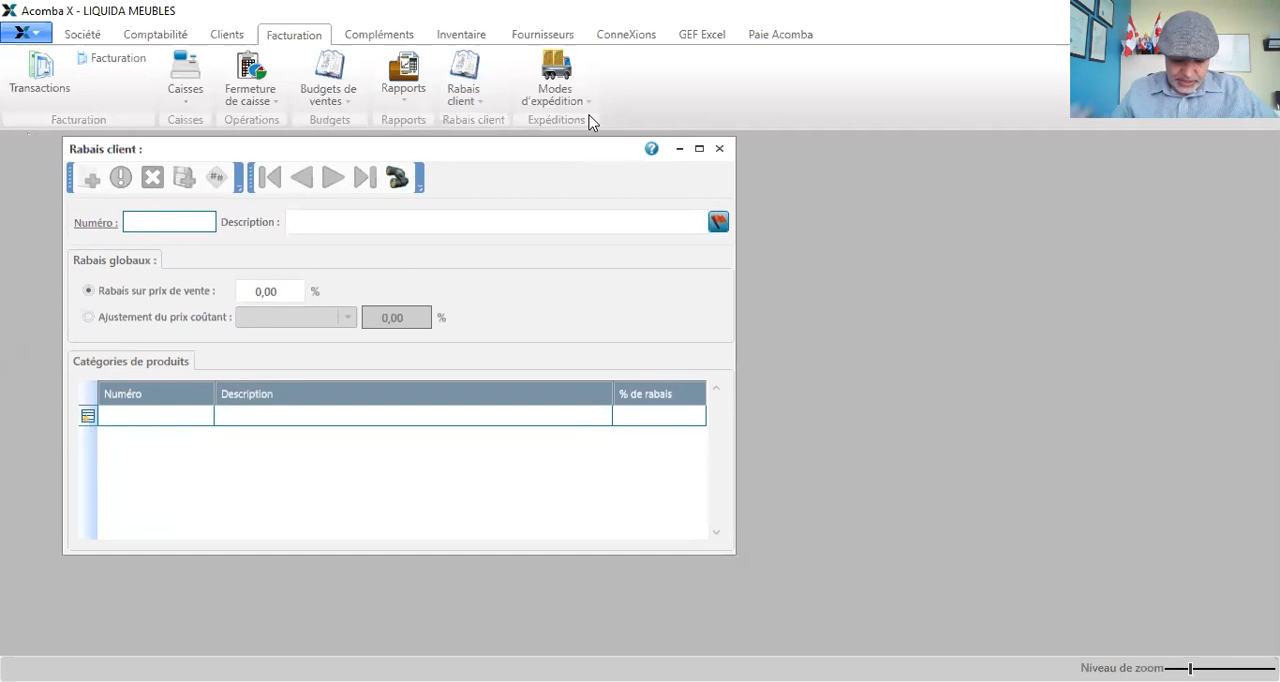 Acomba X - LIQUIDA MEUBLES
Société Comptabilité Clients Facturation Compléments Inventaire Fournisseurs ConneXions GEF Excel Paie Acomba
Transactions
Facturation
Caisses
Fermeture de caisse
Budgets de ventes
Rapports
Rabais client
Modes d'expédition
Facturation Caisses Opérations Budgets Rapports Rabais client Expéditions
Rabais client :
Numéro : Description :
Rabais globaux :
Rabais sur prix de vente : 0,00 %
Ajustement du prix coûtant : 0,00 %
Catégories de produits
Numéro Description % de rabais
Niveau de zoom